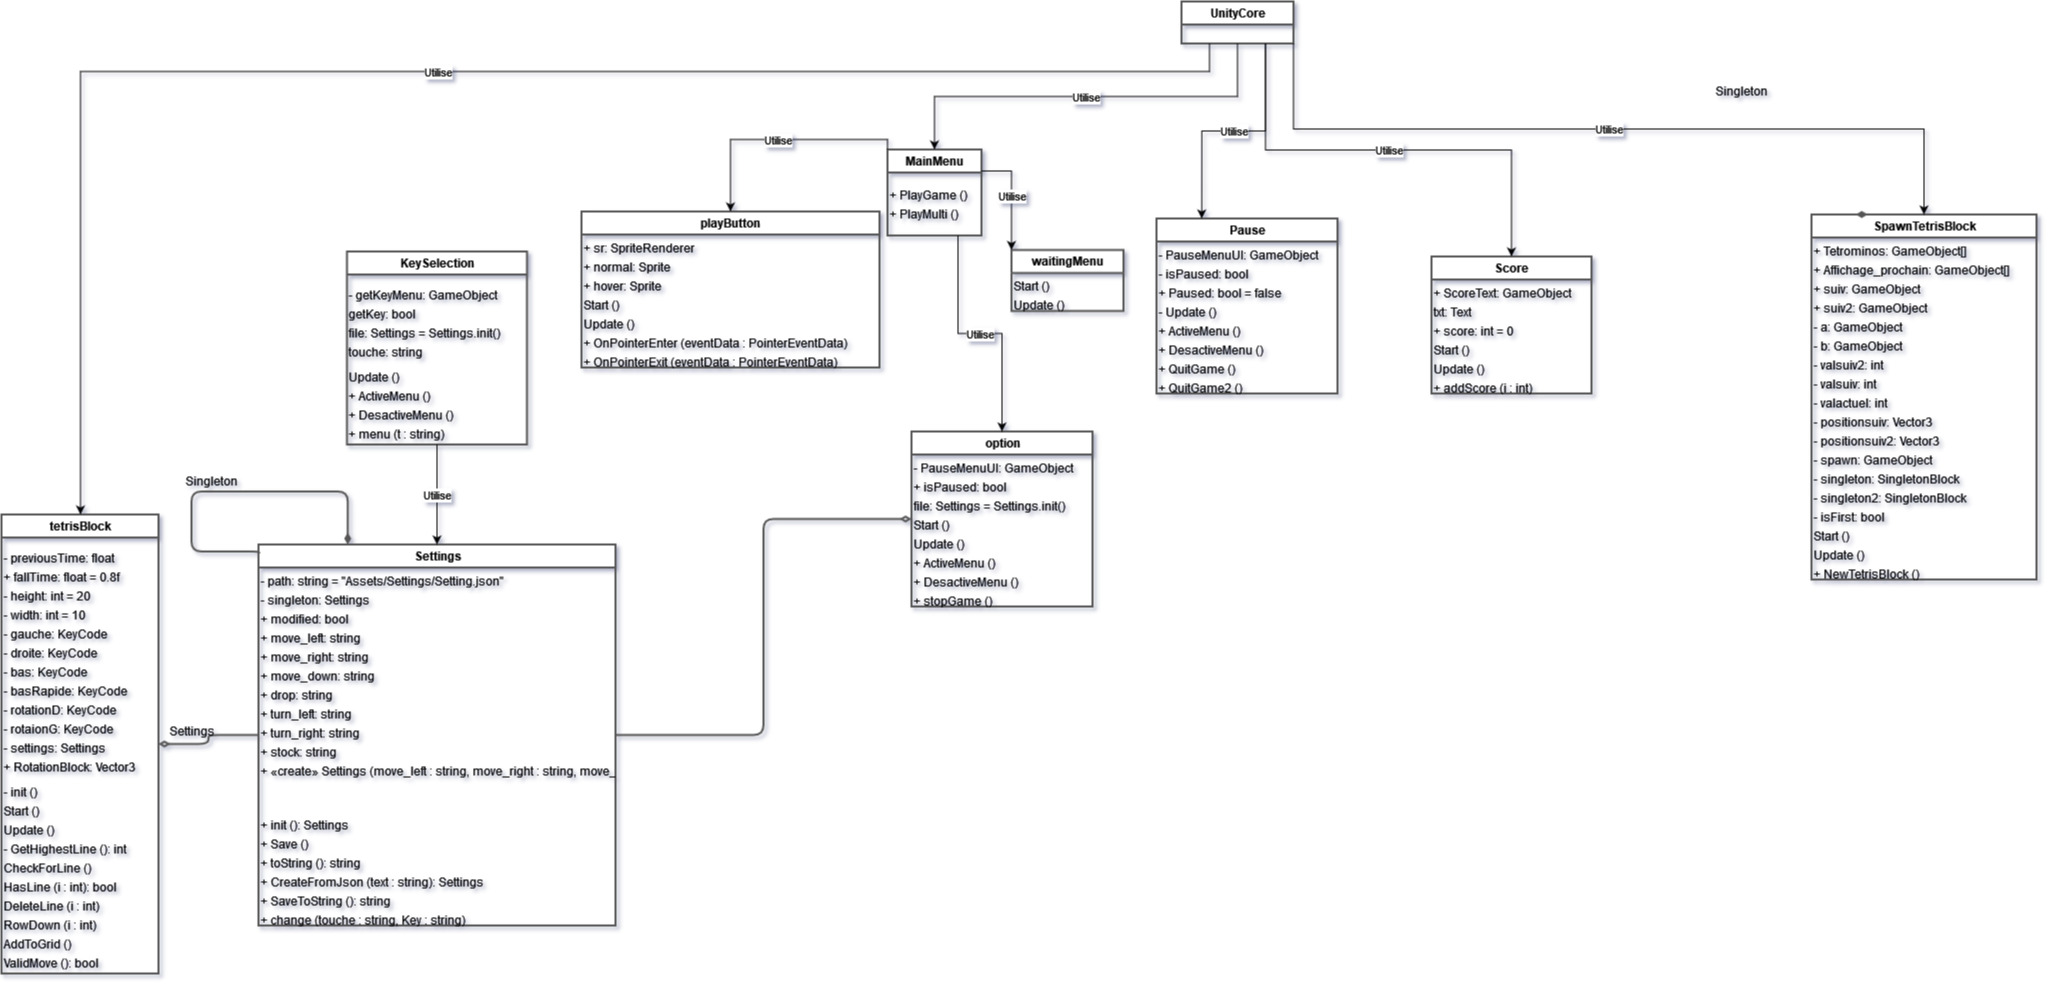 UnityCore
Utilise
Utilise
Utilise
Utilise
Utilise
Singleton
Utilise
Utilise
Utilise
MainMenu
+ PlayGame ()
+ PlayMulti ()
playButton
+ sr: SpriteRenderer
+ normal: Sprite
+ hover: Sprite
Start ()
Update ()
+ OnPointerEnter (eventData : PointerEventData)
+ OnPointerExit (eventData : PointerEventData)
waitingMenu
Start ()
Update ()
Pause
- PauseMenuUI: GameObject
- isPaused: bool
+ Paused: bool = false
- Update ()
+ ActiveMenu ()
+ DesactiveMenu ()
+ QuitGame ()
+ QuitGame2 ()
Score
+ ScoreText: GameObject
txt: Text
+ score: int = 0
Start ()
Update ()
+ addScore (i : int)
SpawnTetrisBlock
+ Tetrominos: GameObject[]
+ Affichage_prochain: GameObject[]
+ suiv: GameObject
+ suiv2: GameObject
- a: GameObject
- b: GameObject
- valsuiv2: int
- valsuiv: int
- valactuel: int
- positionsuiv: Vector3
- positionsuiv2: Vector3
- spawn: GameObject
- singleton: SingletonBlock
- singleton2: SingletonBlock
- isFirst: bool
Start ()
Update ()
+ NewTetrisBlock ()
KeySelection
- getKeyMenu: GameObject
getKey: bool
file: Settings = Settings.init()
touche: string
Update ()
+ ActiveMenu ()
+ DesactiveMenu ()
+ menu (t : string)
Utilise
option
- PauseMenuUI: GameObject
+ isPaused: bool
file: Settings = Settings.init()
Start ()
Update ()
+ ActiveMenu ()
+ DesactiveMenu ()
+ stopGame ()
Singleton
tetrisBlock
- previousTime: float
+ fallTime: float = 0.8f
- height: int = 20
- width: int = 10
- gauche: KeyCode
- droite: KeyCode
- bas: KeyCode
- basRapide: KeyCode
- rotationD: KeyCode
- rotaionG: KeyCode
- settings: Settings
+ RotationBlock: Vector3
- init ()
Start ()
Update ()
- GetHighestLine (): int
CheckForLine ()
HasLine (i : int): bool
DeleteLine (i : int)
RowDown (i : int)
AddToGrid ()
ValidMove (): bool
Settings
Settings
- path: string = "Assets/Settings/Setting.json"
- singleton: Settings
+ modified: bool
+ move_left: string
+ move_right: string
+ move_down: string
+ drop: string
+ turn_left: string
+ turn_right: string
+ stock: string
+ «create» Settings (move_left : string, move_right : string, move_
+ init (): Settings
+ Save ()
+ toString (): string
+ CreateFromJson (text : string): Settings
+ SaveToString (): string
+ change (touche : string, Key : string)